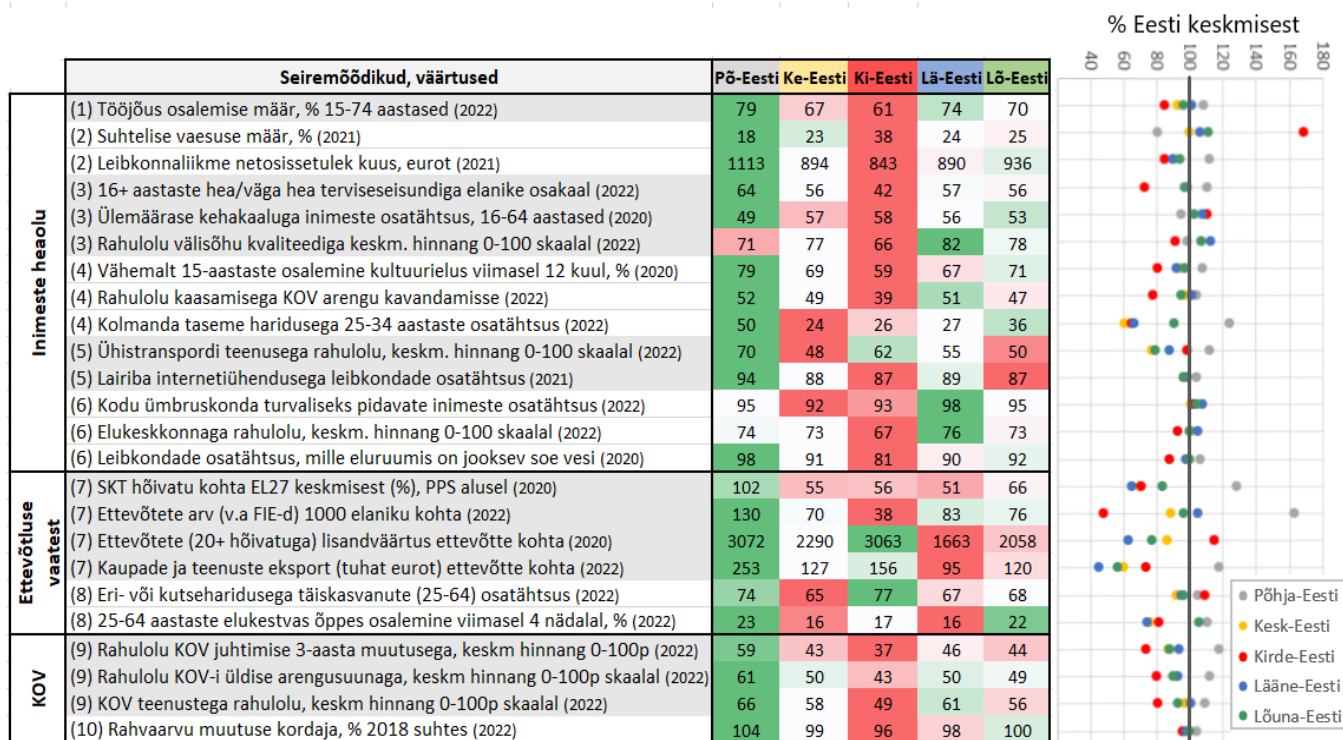 % Eesti keskmisest
40 60 80 100 120 140 160 180
Seiremõõdikud, väärtused Põ-Eesti Ke-Eesti Ki-Eesti Lä-Eesti Lõ-Eesti
Inimeste heaolu
(1) Tööjõus osalemise määr, % 15-74 aastased (2022) 79 67 61 74 70
(2) Suhtelise vaesuse määr, % (2021) 18 23 38 24 25
(2) Leibkonnaliikme netosissetulek kuus, eurot (2021) 1113 894 843 890 936
(3) 16+ aastaste hea/väga hea terviseseisundiga elanike osakaal (2022) 64 56 42 57 56
(3) Ülemäärase kehakaaluga inimeste osatähtsus, 16-64 aastased (2020) 49 57 58 56 53
(3) Rahulolu välisõhu kvaliteediga keskm. hinnang 0-100 skaalal (2022) 71 77 66 82 78
(4) Vähemalt 15-aastaste osalemine kultuurielus viimasel 12 kuul, % (2020) 79 69 59 67 71
(4) Rahulolu kaasamisega KOV arengu kavandamisse (2022) 52 49 39 51 47
(4) Kolmanda taseme haridusega 25-34 aastaste osatähtsus (2022) 50 24 26 27 36
(5) Ühistranspordi teenusega rahulolu, keskm. hinnang 0-100 skaalal (2022) 70 48 62 55 50
(5) Lairiba internetiühendusega leibkondade osatähtsus (2021) 94 88 87 89 87
(6) Kodu ümbruskonda turvaliseks pidavate inimeste osatähtsus (2022) 95 92 93 98 95
(6) Elukeskkonnaga rahulolu, keskm. hinnang 0-100 skaalal (2022) 74 73 67 76 73
(6) Leibkondade osatähtsus, mille eluruumis on jooksev soe vesi (2020) 98 91 81 90 92
Ettevõtluse
vaatest
(7) SKT hõivatu kohta EL27 keskmisest (%), PPS alusel (2020) 102 55 56 51 66
(7) Ettevõtete arv (v.a FIE-d) 1000 elaniku kohta (2022) 130 70 38 83 76
(7) Ettevõtete (20+ hõivatuga) lisandväärtus ettevõtte kohta (2020) 3072 2290 3063 1663 2058
(7) Kaupade ja teenuste eksport (tuhat eurot) ettevõtte kohta (2022) 253 127 156 95 120
(8) Eri- või kutseharidusega täiskasvanute (25-64) osatähtsus (2022) 74 65 77 67 68
(8) 25-64 aastaste elukestvas õppes osalemine viimasel 4 nädalal, % (2022) 23 16 17 16 22
KOV
(9) Rahulolu KOV juhtimise 3-aasta muutusega, keskm hinnang 0-100p (2022) 59 43 37 46 44
(9) Rahulolu KOV-i üldise arengusuunaga, keskm hinnang 0-100p skaalal (2022) 61 50 43 50 49
(9) KOV teenustega rahulolu, keskm hinnang 0-100p skaalal (2022) 66 58 49 61 56
(10) Rahvaarvu muutuse kordaja, % 2018 suhtes (2022) 104 99 96 98 100
Põhja-Eesti
Kesk-Eesti
Kirde-Eesti
Lääne-Eesti
Lõuna-Eesti